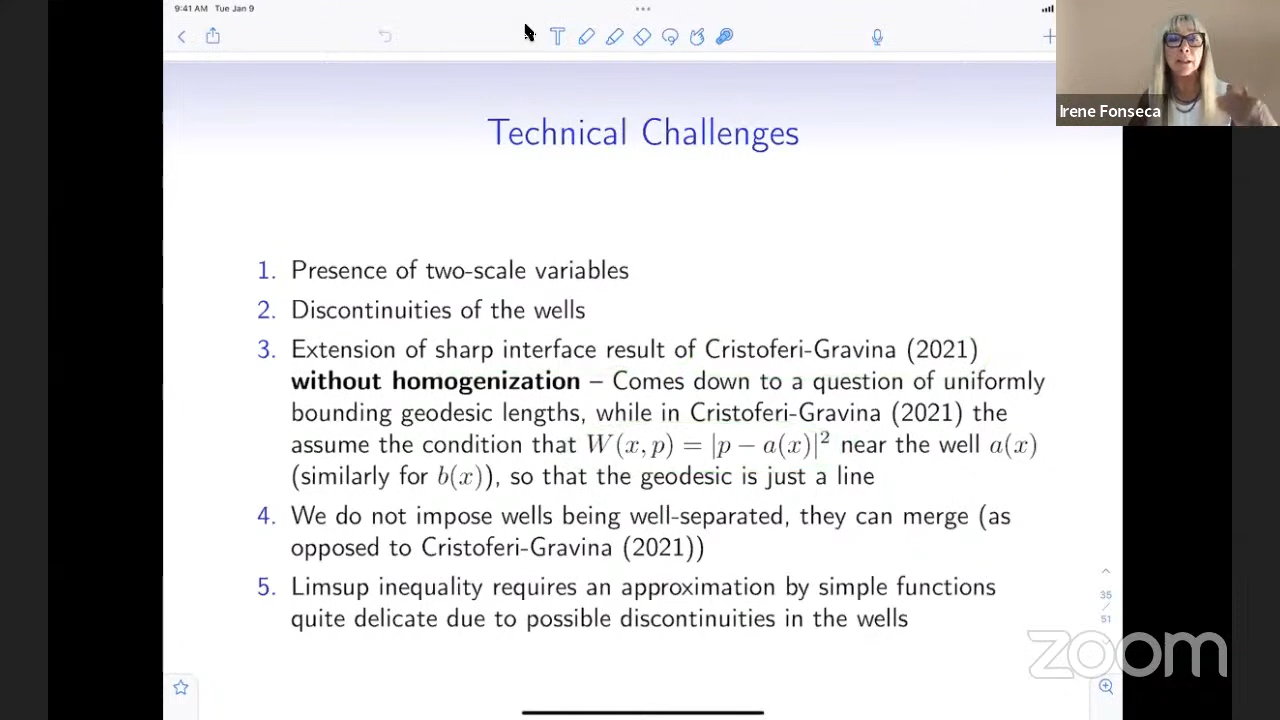 9:41 AM Tue Jan 9
Irene Fonseca
Technical Challenges
1. Presence of two-scale variables
2. Discontinuities of the wells
3. Extension of sharp interface result of Cristoferi-Gravina (2021)
without homogenization – Comes down to a question of uniformly
bounding geodesic lengths, while in Cristoferi-Gravina (2021) the
assume the condition that W(x, p) = |p − a(x)|² near the well a(x)
(similarly for b(x)), so that the geodesic is just a line
4. We do not impose wells being well-separated, they can merge (as
opposed to Cristoferi-Gravina (2021))
5. Limsup inequality requires an approximation by simple functions
quite delicate due to possible discontinuities in the wells
35
/
51
zoom